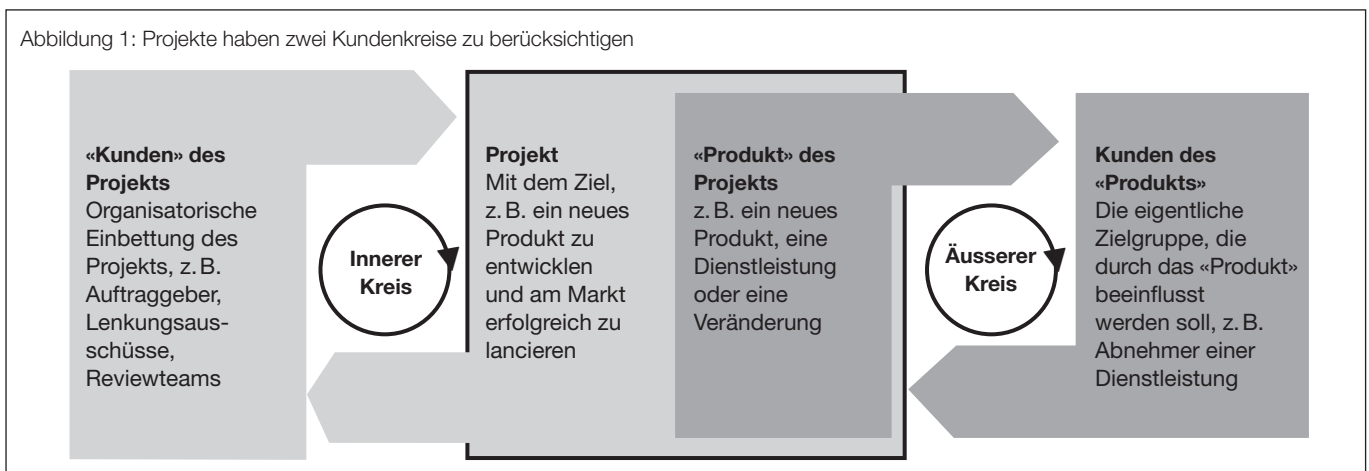 Abbildung 1: Projekte haben zwei Kundenkreise zu berücksichtigen
«Kunden» des
Projekts
Organisatorische
Einbettung des
Projekts, z. B.
Auftraggeber,
Lenkungsaus-
schüsse,
Reviewteams
Innerer
Kreis
Projekt
Mit dem Ziel,
z. B. ein neues
Produkt zu
entwicklen
und am Markt
erfolgreich zu
lancieren
«Produkt» des
Projekts
z. B. ein neues
Produkt, eine
Dienstleistung
oder eine
Veränderung
Äusserer
Kreis
Kunden des
«Produkts»
Die eigentliche
Zielgruppe, die
durch das «Produkt»
beeinflusst
werden soll, z. B.
Abnehmer einer
Dienstleistung